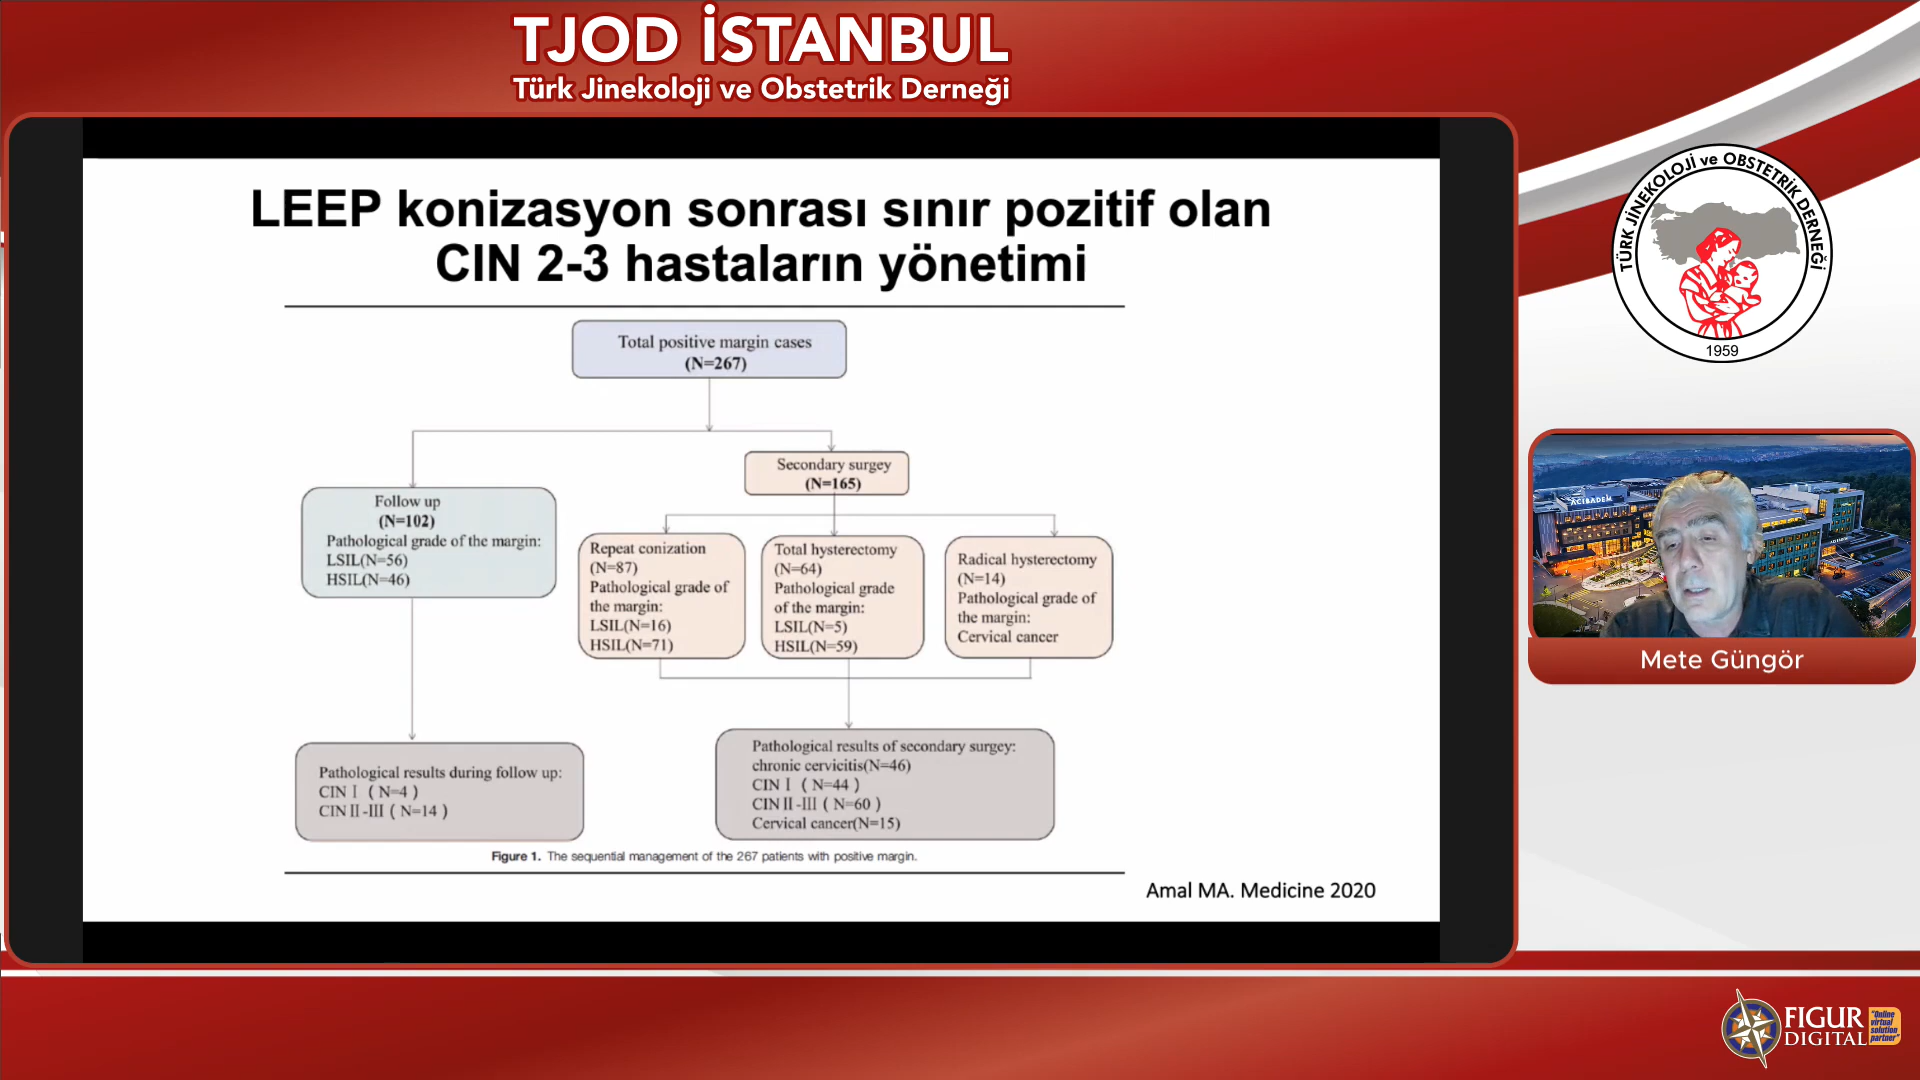 TJOD İSTANBUL
Türk Jinekoloji ve Obstetrik Derneği
LEEP konizasyon sonrası sınır pozitif olan
CIN 2-3 hastaların yönetimi
Total positive margin cases
(N=267)
Secondary surgey
(N=165)
Follow up
(N=102)
Pathological grade of the margin:
LSIL(N=56)
HSIL(N=46)
Repeat conization
(N=87)
Pathological grade of
the margin:
LSIL(N=16)
HSIL(N=71)
Total hysterectomy
(N=64)
Pathological grade
of the margin:
LSIL(N=5)
HSIL(N=59)
Radical hysterectomy
(N=14)
Pathological grade of
the margin:
Cervical cancer
Pathological results during follow up:
CIN Ⅰ ( N=4 )
CIN Ⅱ-Ⅲ ( N=14 )
Pathological results of secondary surgey:
chronic cervicitis(N=46)
CIN Ⅰ ( N=44 )
CIN Ⅱ-Ⅲ ( N=60 )
Cervical cancer(N=15)
Figure 1. The sequential management of the 267 patients with positive margin.
Amal MA. Medicine 2020
TÜRK JİNEKOLOJİ ve OBSTETRİK DERNEĞİ
1959
ACIBADEM
Mete Güngör
FIGUR
DIGITAL
"Online
virtual
solution
partner"